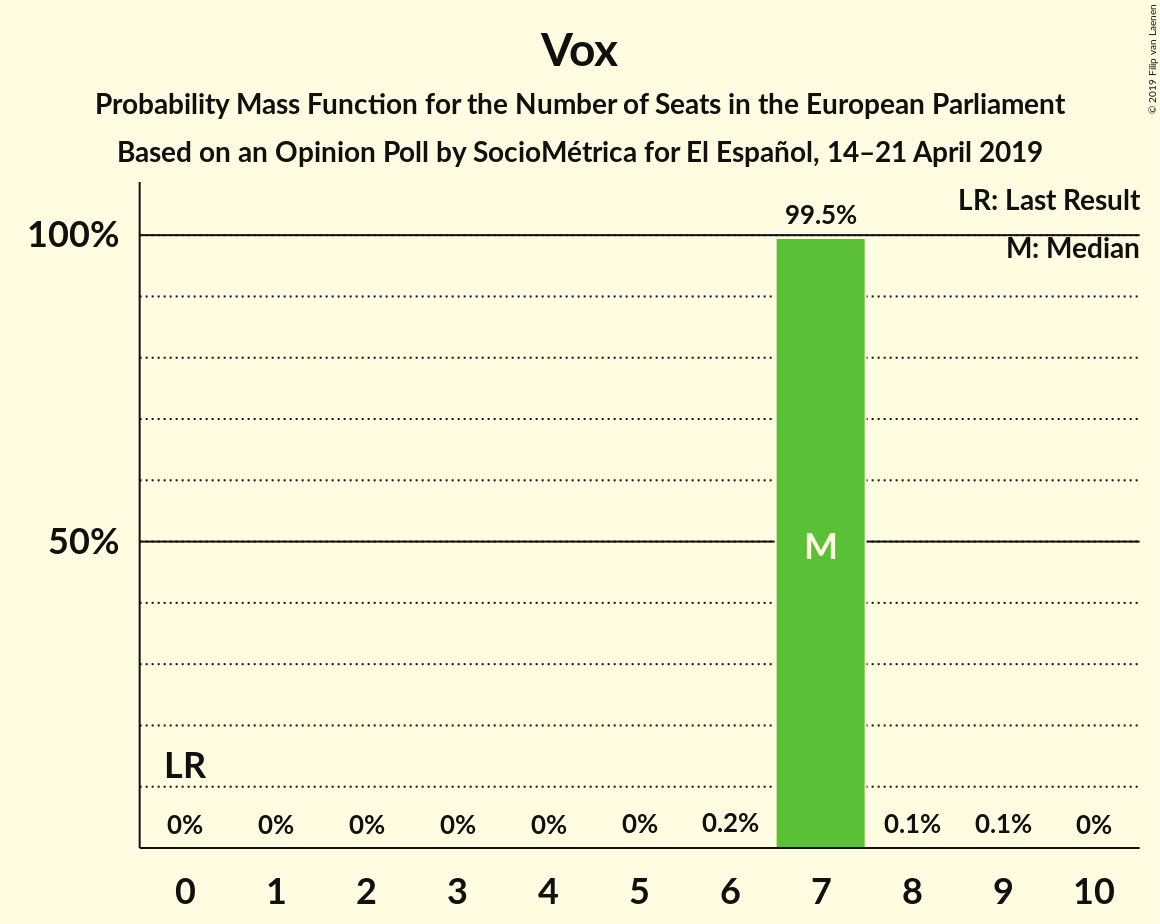 Vox
Probability Mass Function for the Number of Seats in the European Parliament
Based on an Opinion Poll by SocioMétrica for El Español, 14–21 April 2019
© 2019 Filip van Laenen
LR: Last Result
M: Median
100%
50%
99.5%
M
LR
0% 0% 0% 0% 0% 0% 0.2% 0.1% 0.1% 0%
0 1 2 3 4 5 6 7 8 9 10